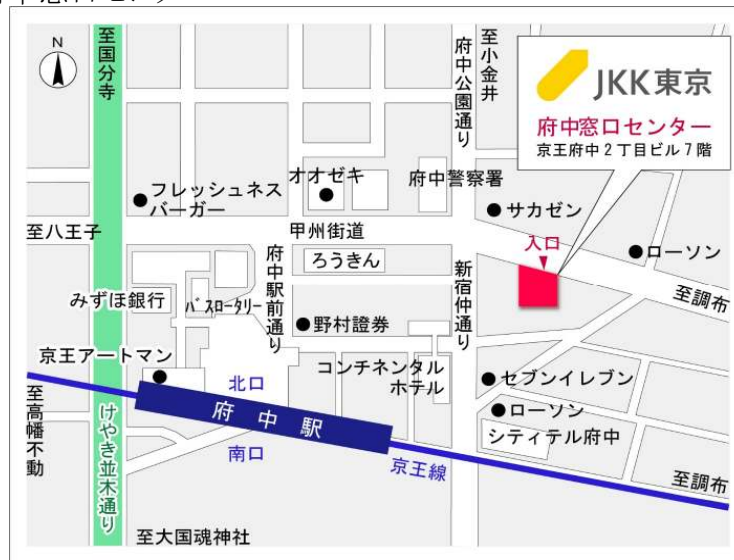 N
至国分寺
府中公園通り
至小金井
JKK東京
府中窓口センター
京王府中2丁目ビル7階
フレッシュネス
バーガー
オオゼキ
府中警察署
サカゼン
至八王子
甲州街道
入口
ローソン
ろうきん
府中駅前通り
新宿仲通り
至調布
みずほ銀行
バスロータリー
野村證券
京王アートマン
コンチネンタル
ホテル
セブンイレブン
北口
ローソン
府中駅
シティテル府中
至高幡不動
けやき並木通り
南口
京王線
至調布
至大国魂神社